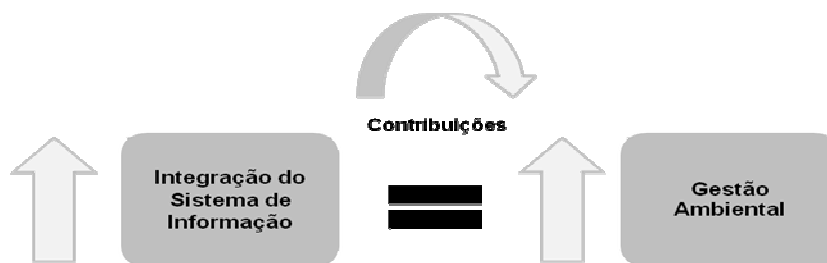 Contribuições
Integração do
Sistema de
Informação
Gestão
Ambiental